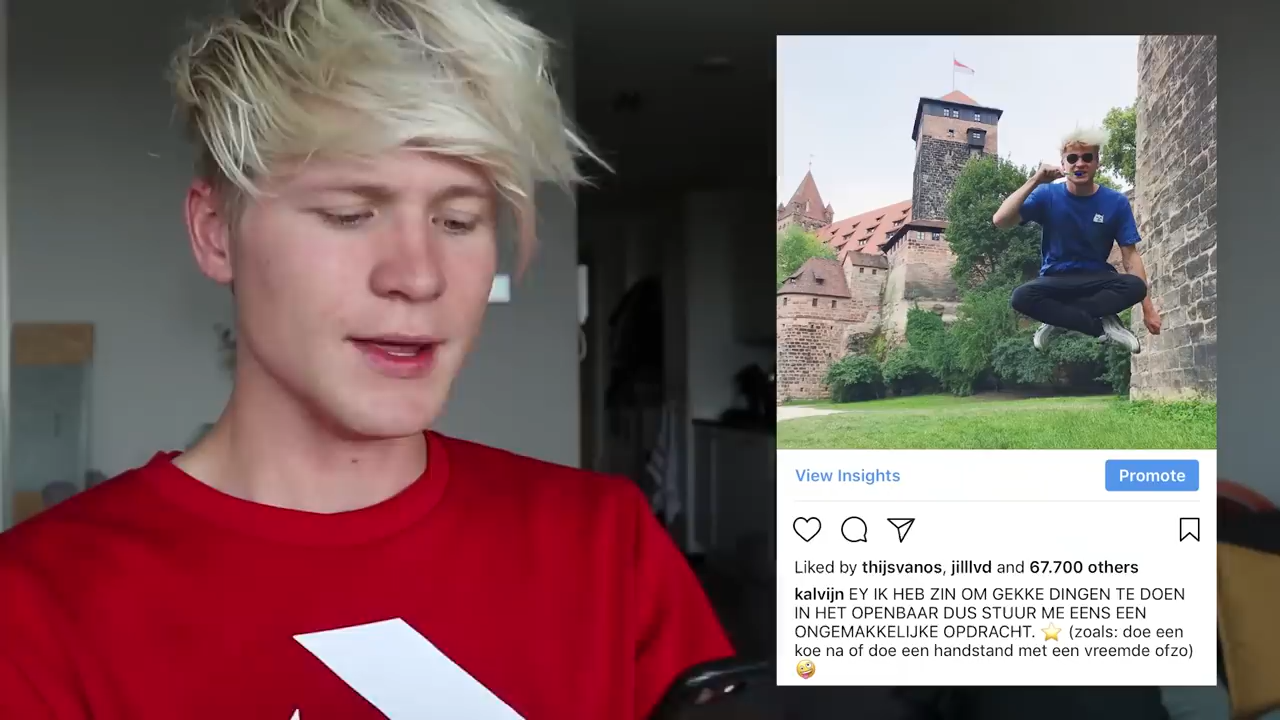 View Insights
Promote
Liked by thijsvanos, jilllvd and 67.700 others
kalvijn EY IK HEB ZIN OM GEKKE DINGEN TE DOEN
IN HET OPENBAAR DUS STUUR ME EENS EEN
ONGEMAKKELIJKE OPDRACHT. ⭐ (zoals: doe een
koe na of doe een handstand met een vreemde ofzo)
🤪